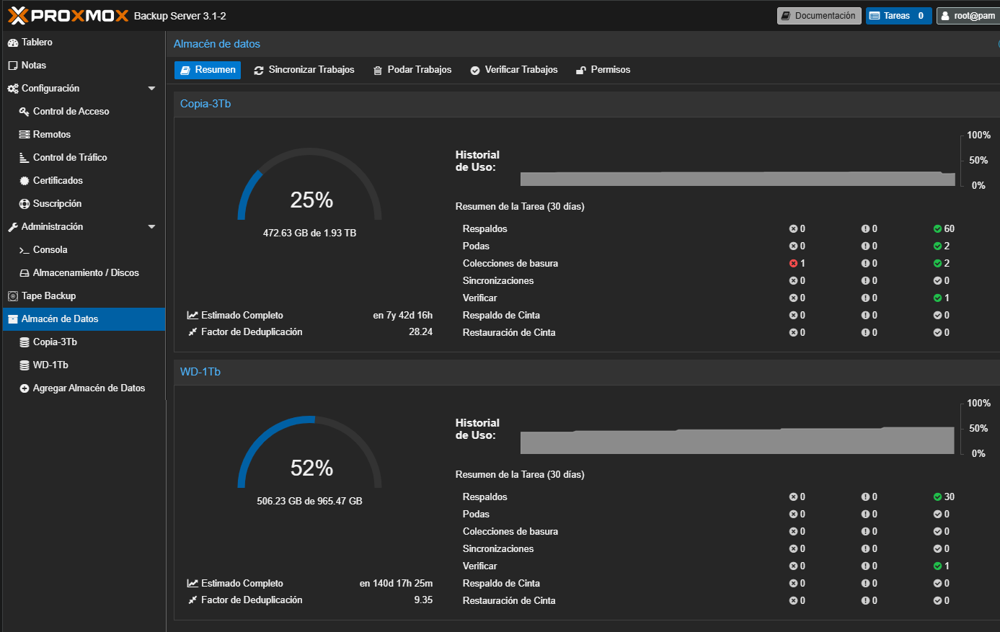 PROXMOX Backup Server 3.1-2
Documentación
Tareas 0
root@pam
Tablero
Notas
Configuración
Control de Acceso
Remotos
Control de Tráfico
Certificados
Suscripción
Administración
Consola
Almacenamiento / Discos
Tape Backup
Almacén de Datos
Copia-3Tb
WD-1Tb
Agregar Almacén de Datos
Almacén de datos
Resumen
Sincronizar Trabajos
Podar Trabajos
Verificar Trabajos
Permisos
Copia-3Tb
25%
472.63 GB de 1.93 TB
Estimado Completo en 7y 42d 16h
Factor de Deduplicación 28.24
Historial
de Uso:
100%
50%
0%
Resumen de la Tarea (30 días)
Respaldos 0 0 60
Podas 0 0 2
Colecciones de basura 1 0 2
Sincronizaciones 0 0 0
Verificar 0 0 1
Respaldo de Cinta 0 0 0
Restauración de Cinta 0 0 0
WD-1Tb
52%
506.23 GB de 965.47 GB
Estimado Completo en 140d 17h 25m
Factor de Deduplicación 9.35
Historial
de Uso:
100%
50%
0%
Resumen de la Tarea (30 días)
Respaldos 0 0 30
Podas 0 0 0
Colecciones de basura 0 0 0
Sincronizaciones 0 0 0
Verificar 0 0 1
Respaldo de Cinta 0 0 0
Restauración de Cinta 0 0 0